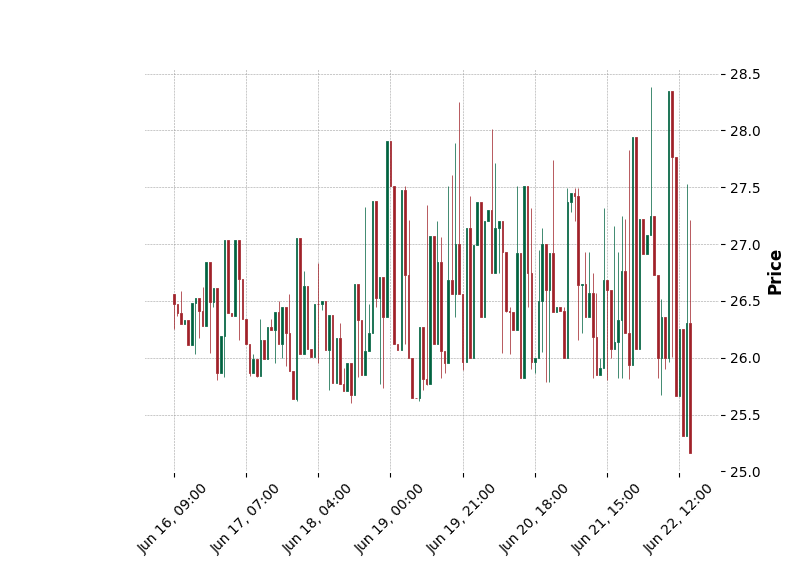 28.5
28.0
27.5
27.0
26.5
26.0
25.5
25.0
Price
Jun 16, 09:00
Jun 17, 07:00
Jun 18, 04:00
Jun 19, 00:00
Jun 19, 21:00
Jun 20, 18:00
Jun 21, 15:00
Jun 22, 12:00